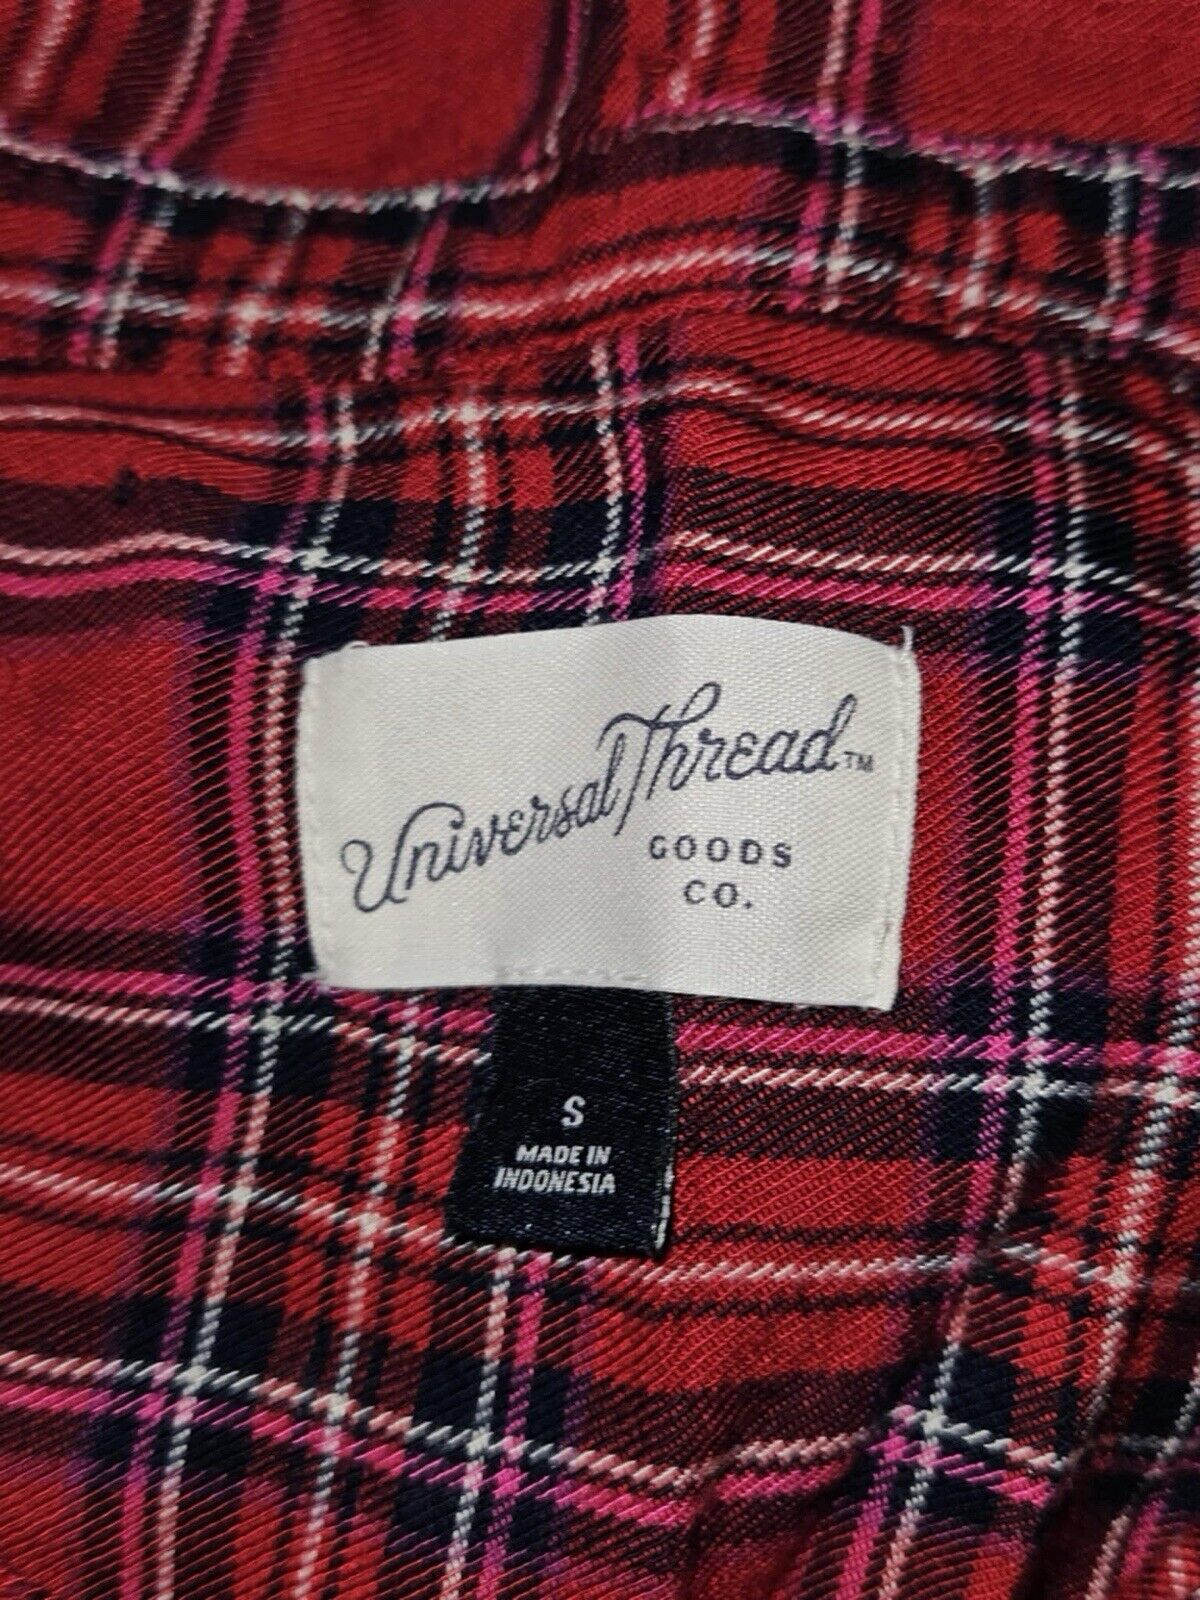 Universal Thread™
GOODS
CO.
S
MADE IN
INDONESIA